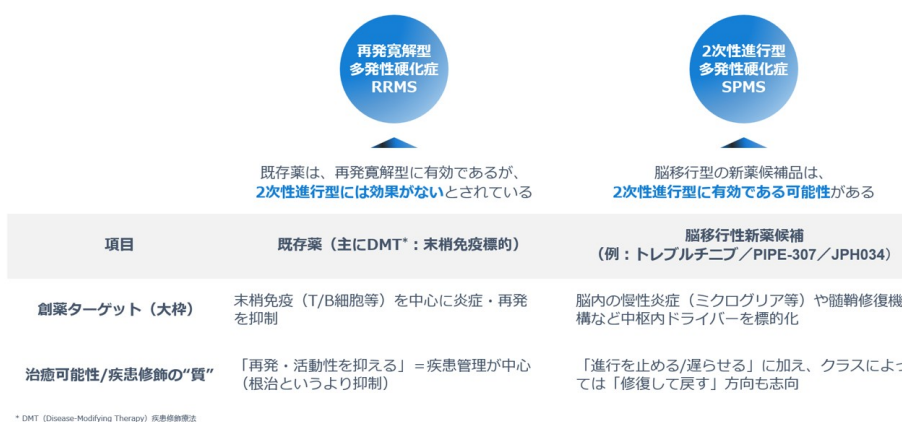 再発寛解型
多発性硬化症
RRMS
2次性進行型
多発性硬化症
SPMS
既存薬は、再発寛解型に有効であるが、
2次性進行型には効果がないとされている
脳移行型の新薬候補品は、
2次性進行型に有効である可能性がある
項目
既存薬（主にDMT*：末梢免疫標的）
脳移行性新薬候補
（例：トレブルチニブ／PIPE-307／JPH034）
創薬ターゲット（大枠）
末梢免疫（T/B細胞等）を中心に炎症・再発
を抑制
脳内の慢性炎症（ミクログリア等）や髄鞘修復機
構など中枢内ドライバーを標的化
治癒可能性/疾患修飾の“質”
「再発・活動性を抑える」＝疾患管理が中心
（根治というより抑制）
「進行を止める/遅らせる」に加え、クラスによっ
ては「修復して戻す」方向も志向
* DMT（Disease-Modifying Therapy）疾患修飾療法